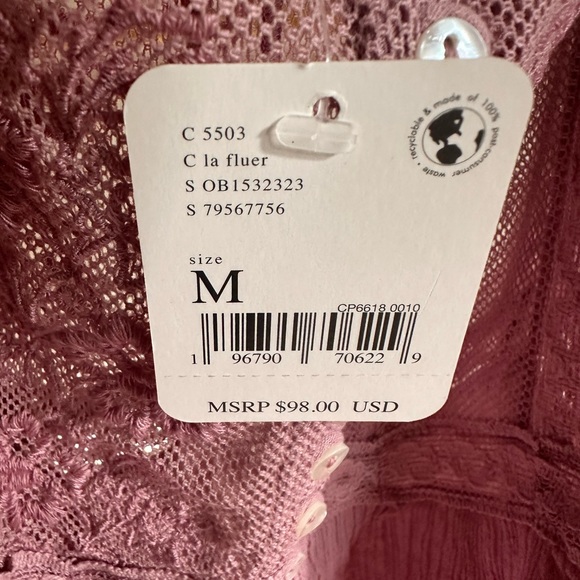 C 5503
C la fluer
S OB1532323
S 79567756
recyclable & made of 100% post-consumer waste •
size
M
CP6618 0010
1 96790 70622 9
MSRP $98.00 USD